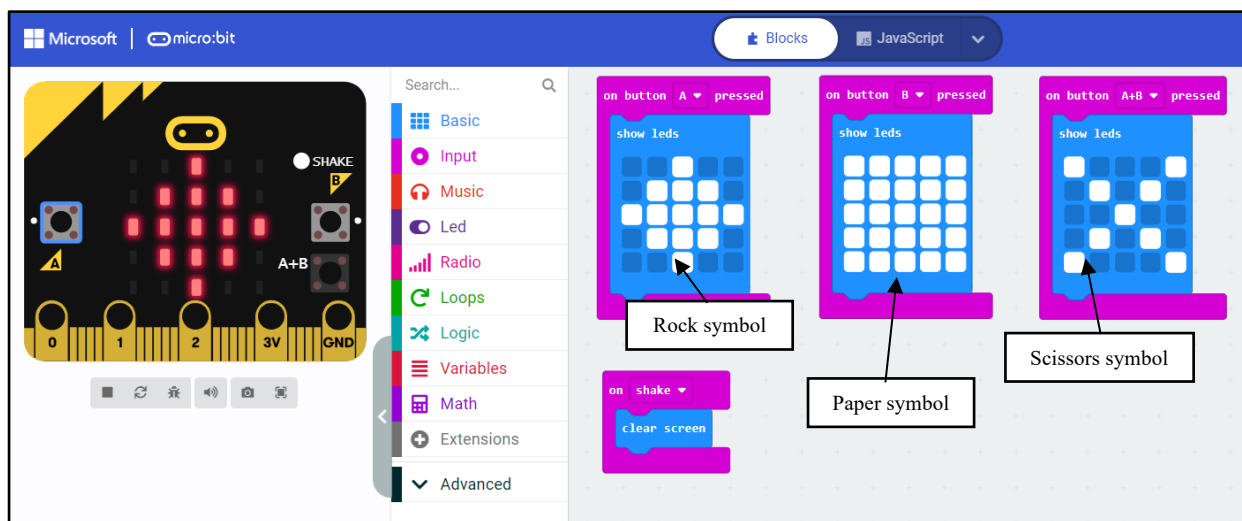 Microsoft micro:bit
Blocks
JS JavaScript
SHAKE
B
A
A+B
0 1 2 3V GND
Search...
Basic
Input
Music
Led
Radio
Loops
Logic
Variables
Math
Extensions
Advanced
on button A pressed
show leds
Rock symbol
on button B pressed
show leds
Paper symbol
on button A+B pressed
show leds
Scissors symbol
on shake
clear screen